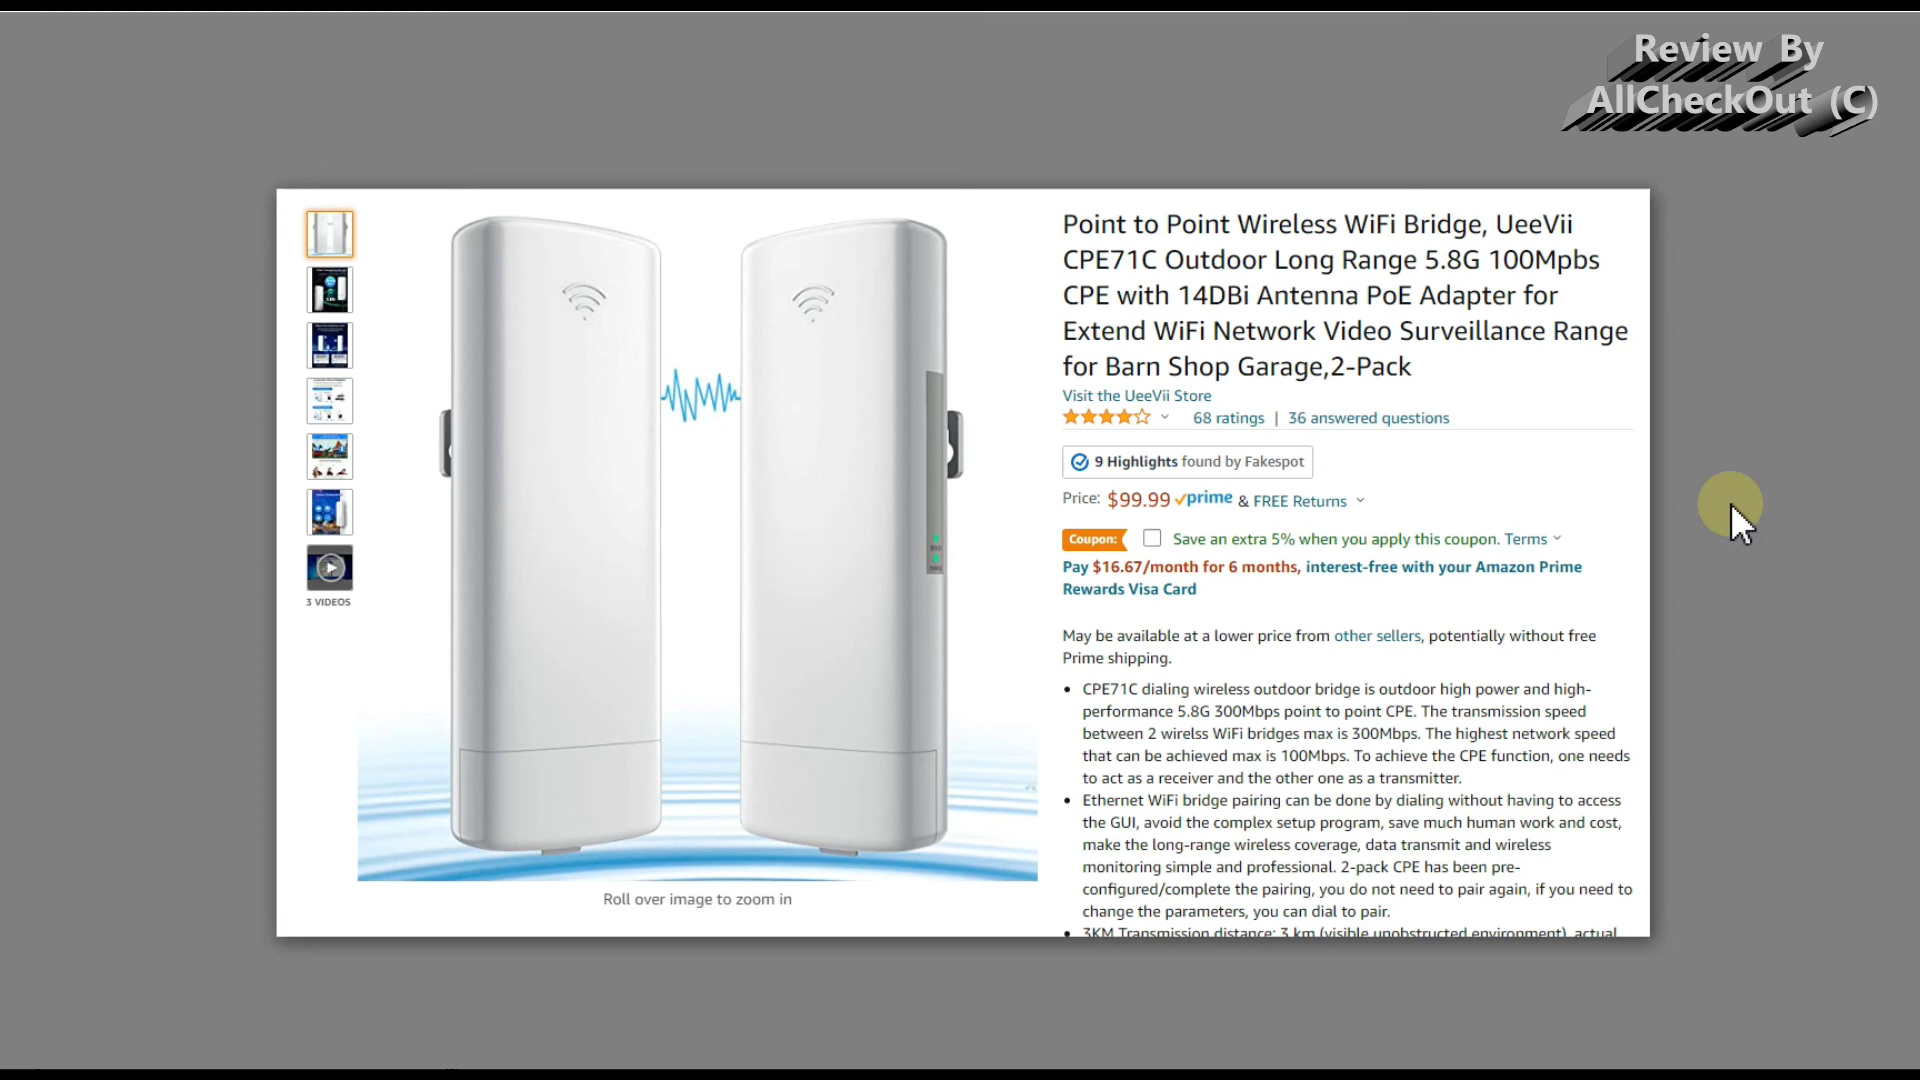 Review By
AllCheckOut (C)
Point to Point Wireless WiFi Bridge, UeeVii
CPE71C Outdoor Long Range 5.8G 100Mpbs
CPE with 14DBi Antenna PoE Adapter for
Extend WiFi Network Video Surveillance Range
for Barn Shop Garage,2-Pack
Visit the UeeVii Store
68 ratings | 36 answered questions
9 Highlights found by Fakespot
Price: $99.99 prime & FREE Returns
Coupon: Save an extra 5% when you apply this coupon. Terms
Pay $16.67/month for 6 months, interest-free with your Amazon Prime
Rewards Visa Card
May be available at a lower price from other sellers, potentially without free
Prime shipping.
• CPE71C dialing wireless outdoor bridge is outdoor high power and high-
performance 5.8G 300Mbps point to point CPE. The transmission speed
between 2 wirelss WiFi bridges max is 300Mbps. The highest network speed
that can be achieved max is 100Mbps. To achieve the CPE function, one needs
to act as a receiver and the other one as a transmitter.
• Ethernet WiFi bridge pairing can be done by dialing without having to access
the GUI, avoid the complex setup program, save much human work and cost,
make the long-range wireless coverage, data transmit and wireless
monitoring simple and professional. 2-pack CPE has been pre-
configured/complete the pairing, you do not need to pair again, if you need to
change the parameters, you can dial to pair.
• 3KM Transmission distance: 3 km (visible unobstructed environment), actual
3 VIDEOS
Roll over image to zoom in